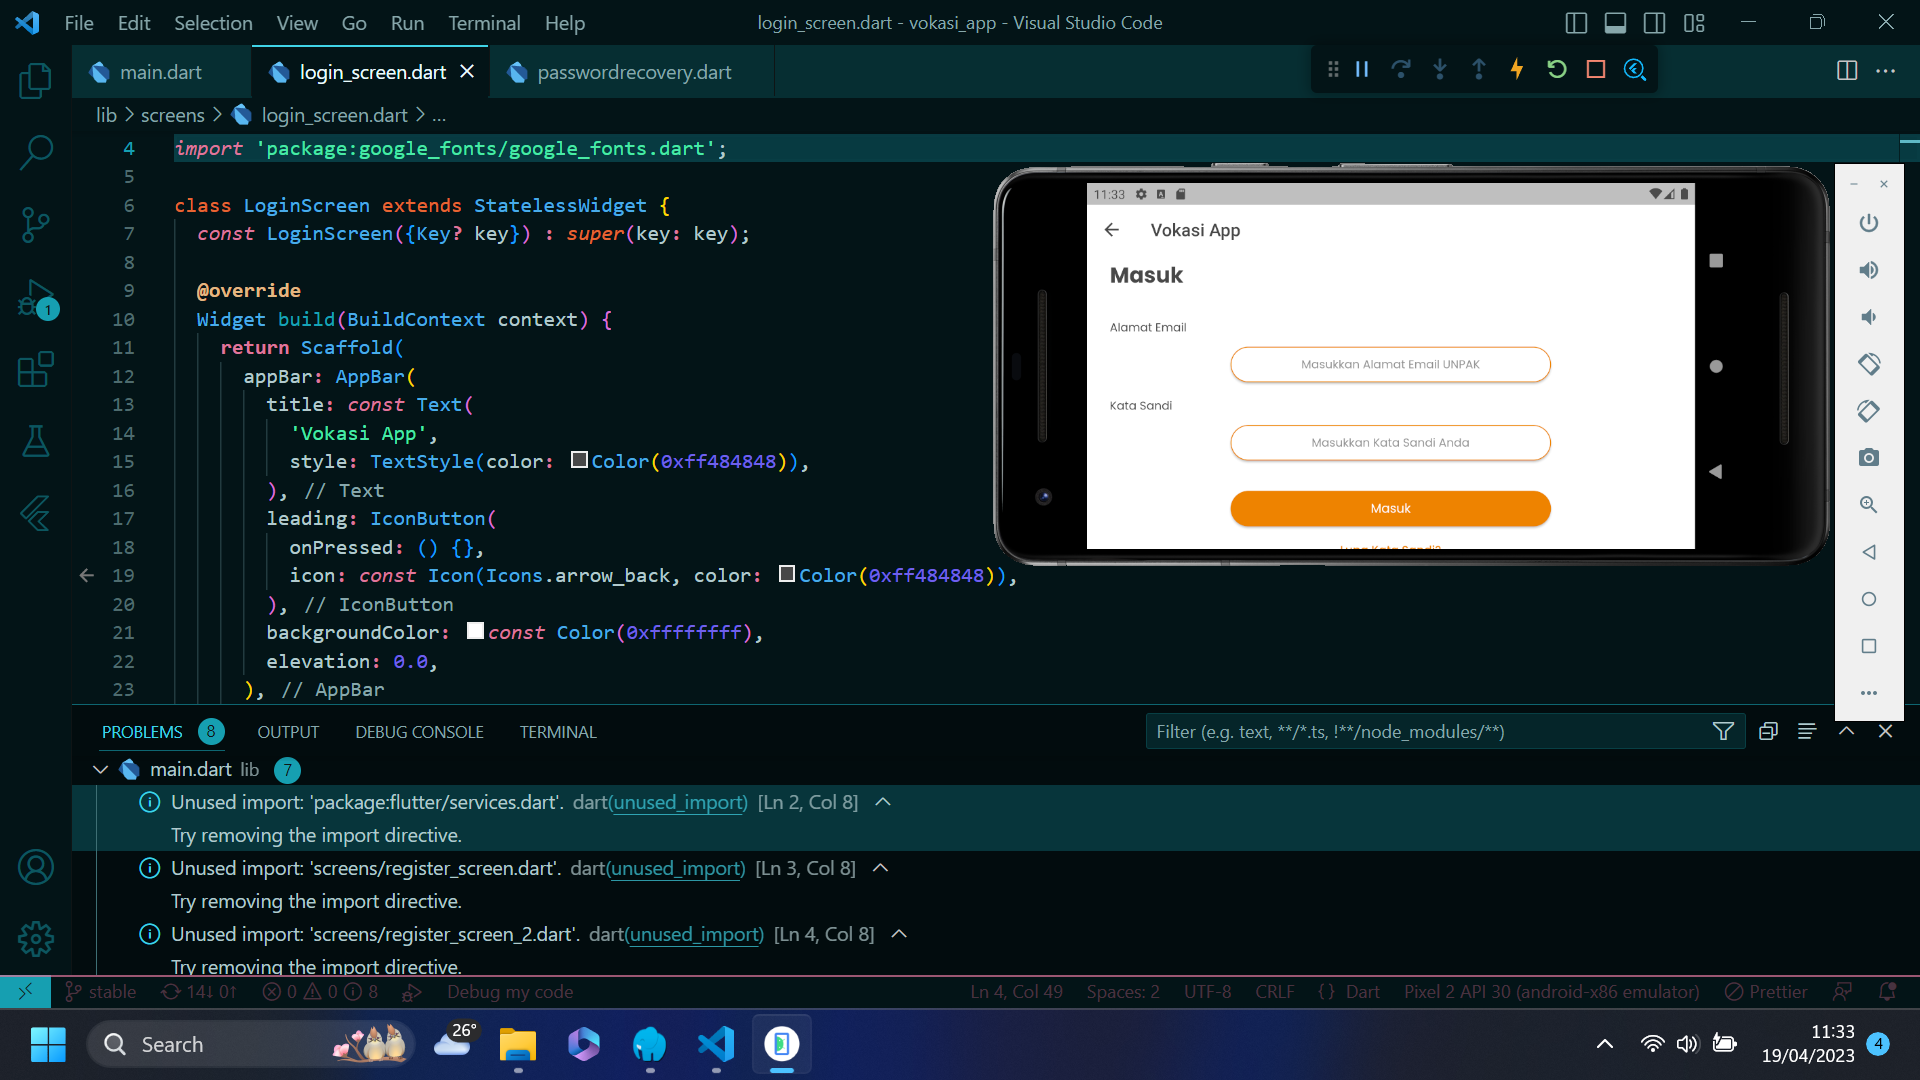 File Edit Selection View Go Run Terminal Help
login_screen.dart - vokasi_app - Visual Studio Code
main.dart
login_screen.dart
passwordrecovery.dart
lib > screens > login_screen.dart > ...
4 import 'package:google_fonts/google_fonts.dart';
5
6 class LoginScreen extends StatelessWidget {
7 const LoginScreen({Key? key}) : super(key: key);
8
9 @override
10 Widget build(BuildContext context) {
11 return Scaffold(
12 appBar: AppBar(
13 title: const Text(
14 'Vokasi App',
15 style: TextStyle(color: Color(0xff484848)),
16 ), // Text
17 leading: IconButton(
18 onPressed: () {},
19 icon: const Icon(Icons.arrow_back, color: Color(0xff484848)),
20 ), // IconButton
21 backgroundColor: const Color(0xffffffff),
22 elevation: 0.0,
23 ), // AppBar
11:33
Vokasi App
Masuk
Alamat Email
Masukkan Alamat Email UNPAK
Kata Sandi
Masukkan Kata Sandi Anda
Masuk
Lupa Kata Sandi?
1
PROBLEMS 8 OUTPUT DEBUG CONSOLE TERMINAL
Filter (e.g. text, **/*.ts, !**/node_modules/**)
main.dart lib 7
Unused import: 'package:flutter/services.dart'. dart(unused_import) [Ln 2, Col 8]
Try removing the import directive.
Unused import: 'screens/register_screen.dart'. dart(unused_import) [Ln 3, Col 8]
Try removing the import directive.
Unused import: 'screens/register_screen_2.dart'. dart(unused_import) [Ln 4, Col 8]
Try removing the import directive.
stable 14↓ 0↑ 0 0 8 Debug my code
Ln 4, Col 49 Spaces: 2 UTF-8 CRLF {} Dart Pixel 2 API 30 (android-x86 emulator) Prettier
Search
26°
11:33
19/04/2023
4